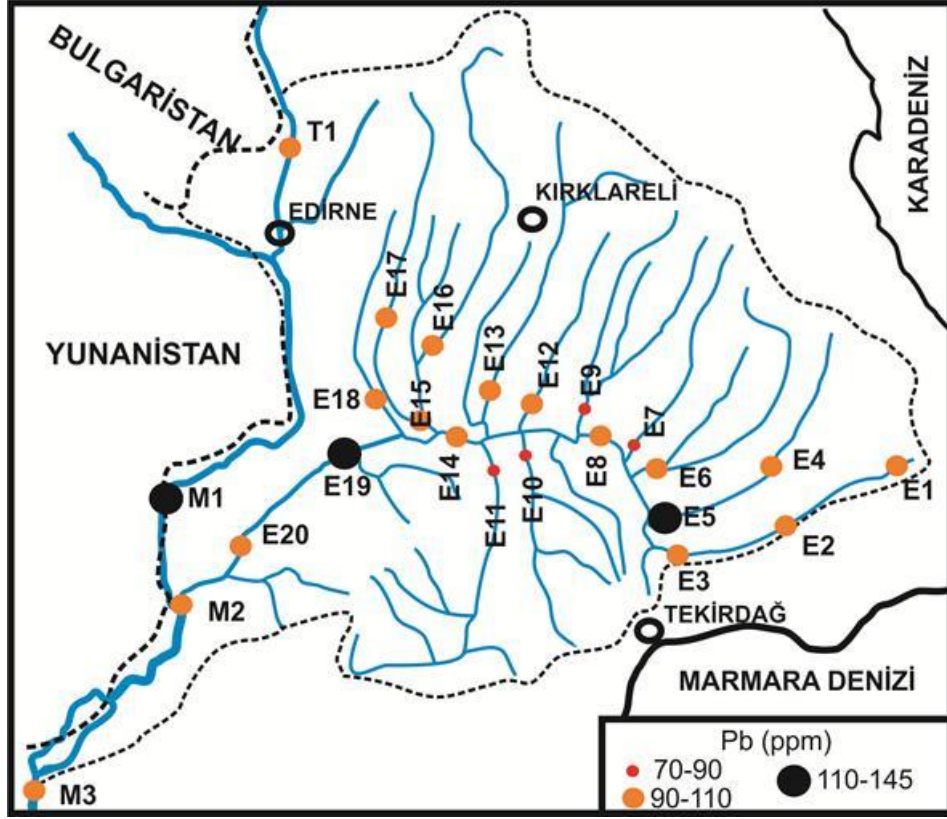 BULGARİSTAN
KARADENİZ
T1
KIRKLARELİ
EDİRNE
E17
E16
YUNANİSTAN
E13
E12
E9
E18
E15
E7
E14
E8
E4
E19
E6
E1
M1
E11
E10
E5
E20
E2
E3
M2
TEKİRDAĞ
MARMARA DENİZİ
Pb (ppm)
70-90
110-145
90-110
M3